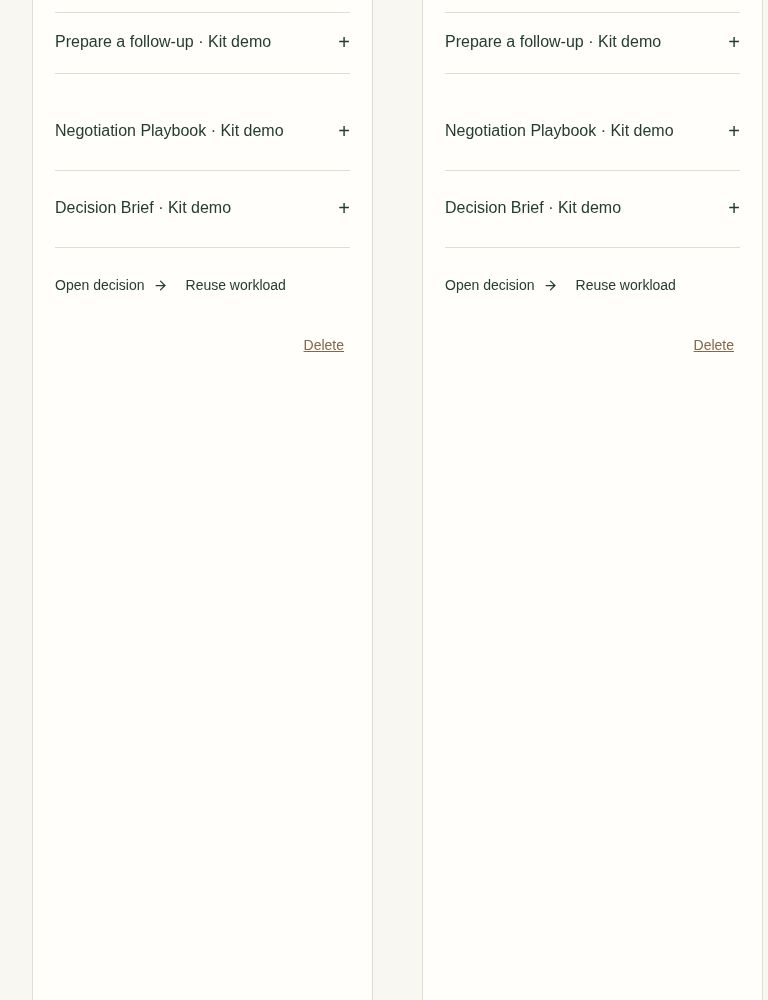 Prepare a follow-up · Kit demo +
Negotiation Playbook · Kit demo +
Decision Brief · Kit demo +
Open decision → Reuse workload
Delete
Prepare a follow-up · Kit demo +
Negotiation Playbook · Kit demo +
Decision Brief · Kit demo +
Open decision → Reuse workload
Delete